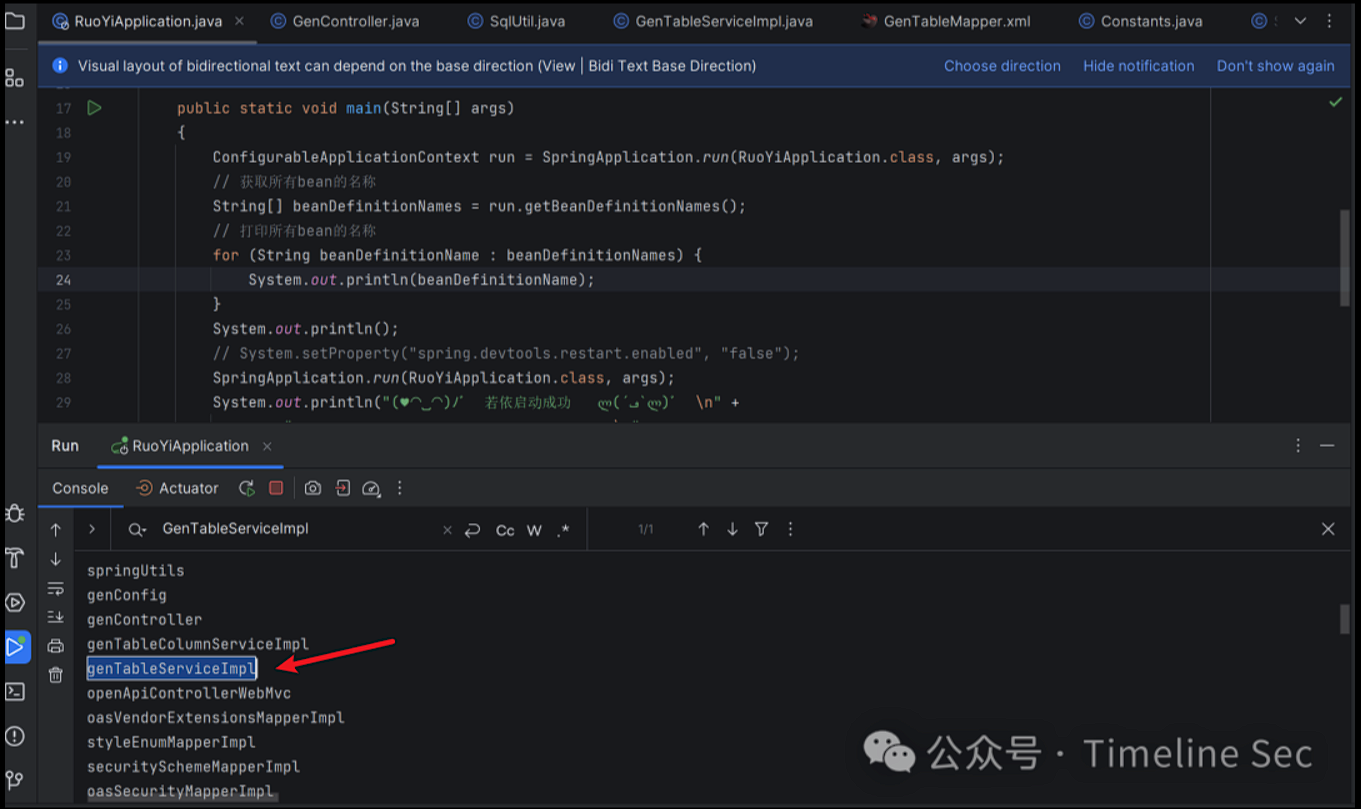 RuoYiApplication.java GenController.java SqlUtil.java GenTableServiceImpl.java GenTableMapper.xml Constants.java
Visual layout of bidirectional text can depend on the base direction (View | Bidi Text Base Direction) Choose direction Hide notification Don't show again
17 public static void main(String[] args)
18 {
19 ConfigurableApplicationContext run = SpringApplication.run(RuoYiApplication.class, args);
20 // 获取所有bean的名称
21 String[] beanDefinitionNames = run.getBeanDefinitionNames();
22 // 打印所有bean的名称
23 for (String beanDefinitionName : beanDefinitionNames) {
24 System.out.println(beanDefinitionName);
25 }
26 System.out.println();
27 // System.setProperty("spring.devtools.restart.enabled", "false");
28 SpringApplication.run(RuoYiApplication.class, args);
29 System.out.println("(♥◠‿◠)ノ゙ 若依启动成功 ლ(´ڡ`ლ)゙ \n" +
Run RuoYiApplication
Console Actuator
GenTableServiceImpl Cc W .* 1/1
springUtils
genConfig
genController
genTableColumnServiceImpl
genTableServiceImpl
openApiControllerWebMvc
oasVendorExtensionsMapperImpl
styleEnumMapperImpl
securitySchemeMapperImpl
oasSecurityMapperImpl
公众号 · Timeline Sec